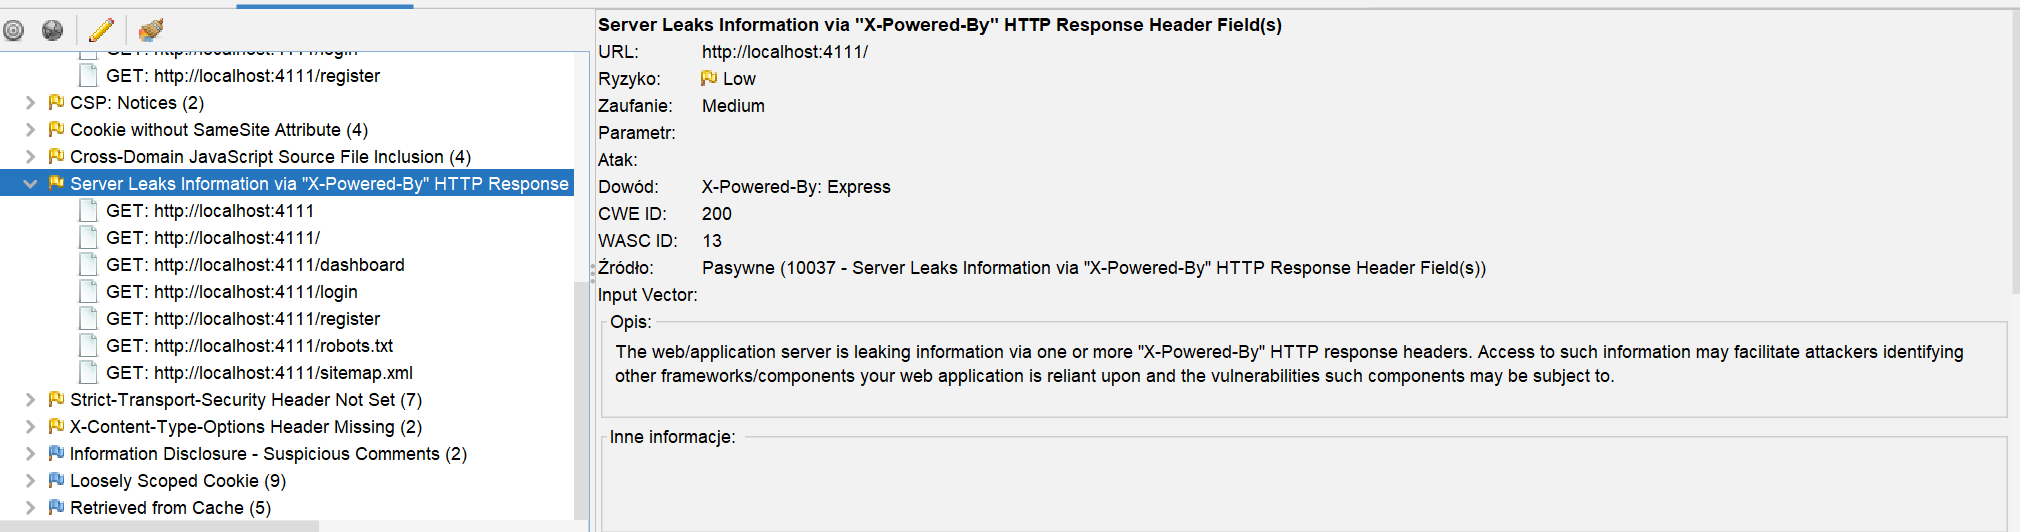 GET: http://localhost:4111/login
GET: http://localhost:4111/register
CSP: Notices (2)
Cookie without SameSite Attribute (4)
Cross-Domain JavaScript Source File Inclusion (4)
Server Leaks Information via "X-Powered-By" HTTP Response
GET: http://localhost:4111
GET: http://localhost:4111/
GET: http://localhost:4111/dashboard
GET: http://localhost:4111/login
GET: http://localhost:4111/register
GET: http://localhost:4111/robots.txt
GET: http://localhost:4111/sitemap.xml
Strict-Transport-Security Header Not Set (7)
X-Content-Type-Options Header Missing (2)
Information Disclosure - Suspicious Comments (2)
Loosely Scoped Cookie (9)
Retrieved from Cache (5)
Server Leaks Information via "X-Powered-By" HTTP Response Header Field(s)
URL: http://localhost:4111/
Ryzyko: Low
Zaufanie: Medium
Parametr:
Atak:
Dowód: X-Powered-By: Express
CWE ID: 200
WASC ID: 13
Źródło: Pasywne (10037 - Server Leaks Information via "X-Powered-By" HTTP Response Header Field(s))
Input Vector:
Opis:
The web/application server is leaking information via one or more "X-Powered-By" HTTP response headers. Access to such information may facilitate attackers identifying
other frameworks/components your web application is reliant upon and the vulnerabilities such components may be subject to.
Inne informacje: